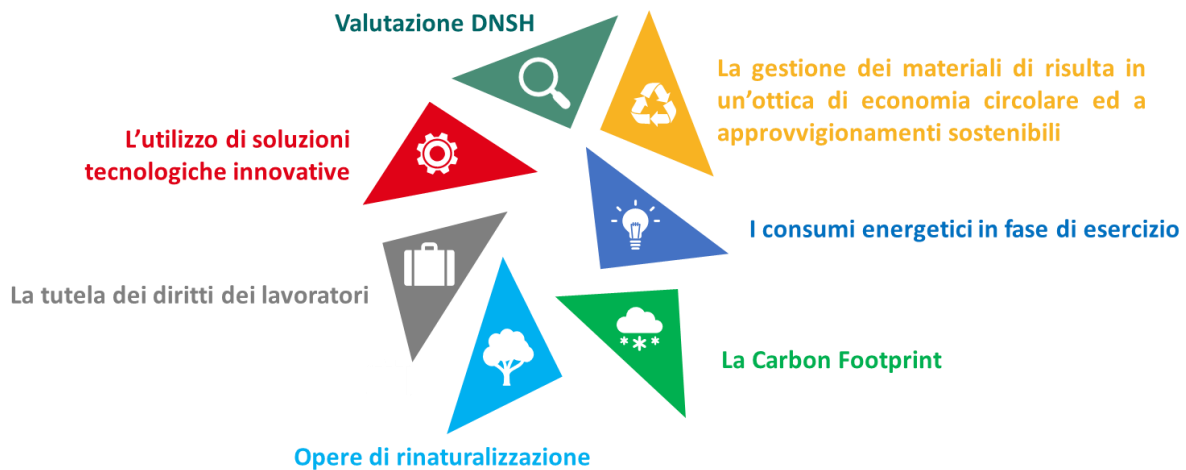 Valutazione DNSH
La gestione dei materiali di risulta in
un’ottica di economia circolare ed a
approvvigionamenti sostenibili
L’utilizzo di soluzioni
tecnologiche innovative
I consumi energetici in fase di esercizio
La tutela dei diritti dei lavoratori
La Carbon Footprint
Opere di rinaturalizzazione